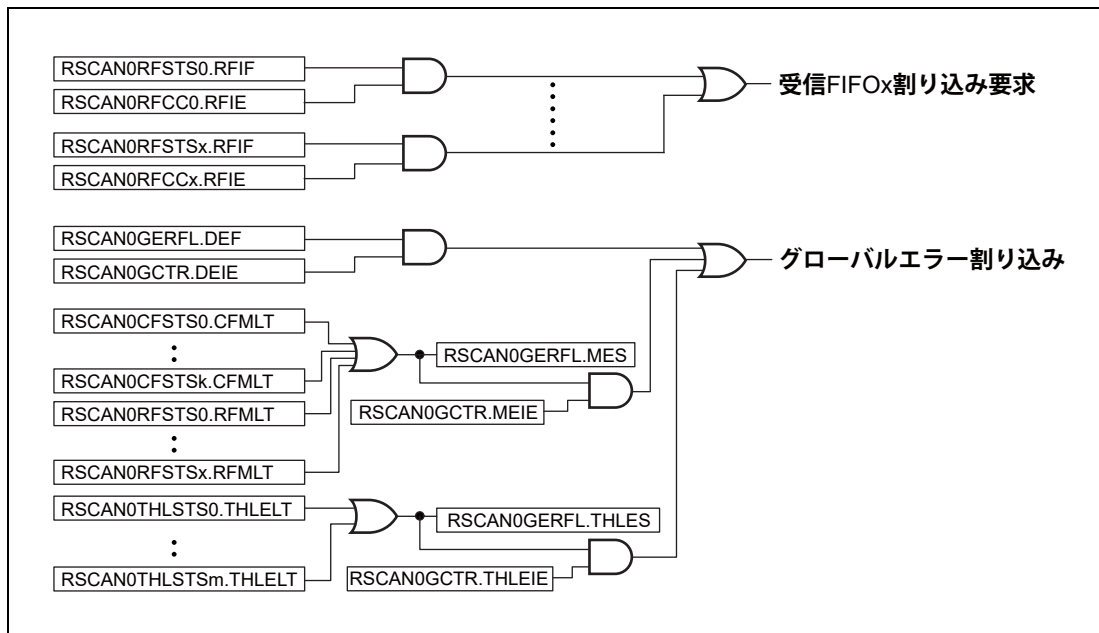 RSCAN0RFSTS0.RFIF
RSCAN0RFCC0.RFIE
受信FIFOx割り込み要求
RSCAN0RFSTSx.RFIF
RSCAN0RFCCx.RFIE
RSCAN0GERFL.DEF
RSCAN0GCTR.DEIE
グローバルエラー割り込み
RSCAN0CFSTS0.CFMLT
RSCAN0GERFL.MES
RSCAN0CFSTSk.CFMLT
RSCAN0RFSTS0.RFMLT
RSCAN0GCTR.MEIE
RSCAN0RFSTSx.RFMLT
RSCAN0THLSTS0.THLELT
RSCAN0GERFL.THLES
RSCAN0THLSTSm.THLELT
RSCAN0GCTR.THLEIE